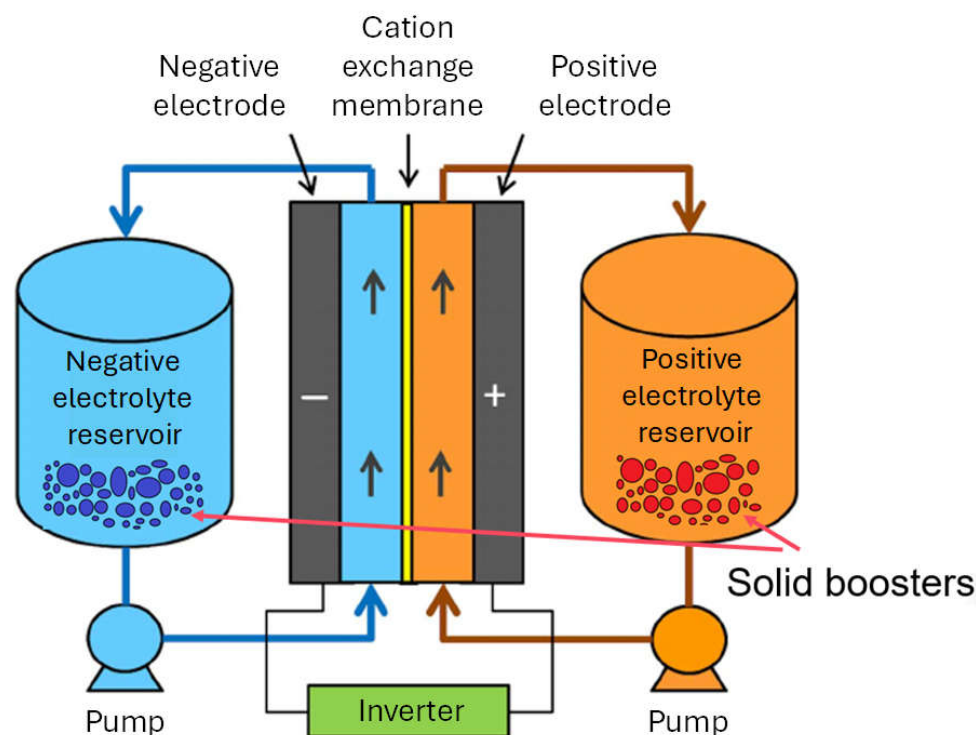 Negative
electrode
Cation
exchange
membrane
Positive
electrode
Negative
electrolyte
reservoir
–
+
Positive
electrolyte
reservoir
Solid boosters
Pump
Inverter
Pump